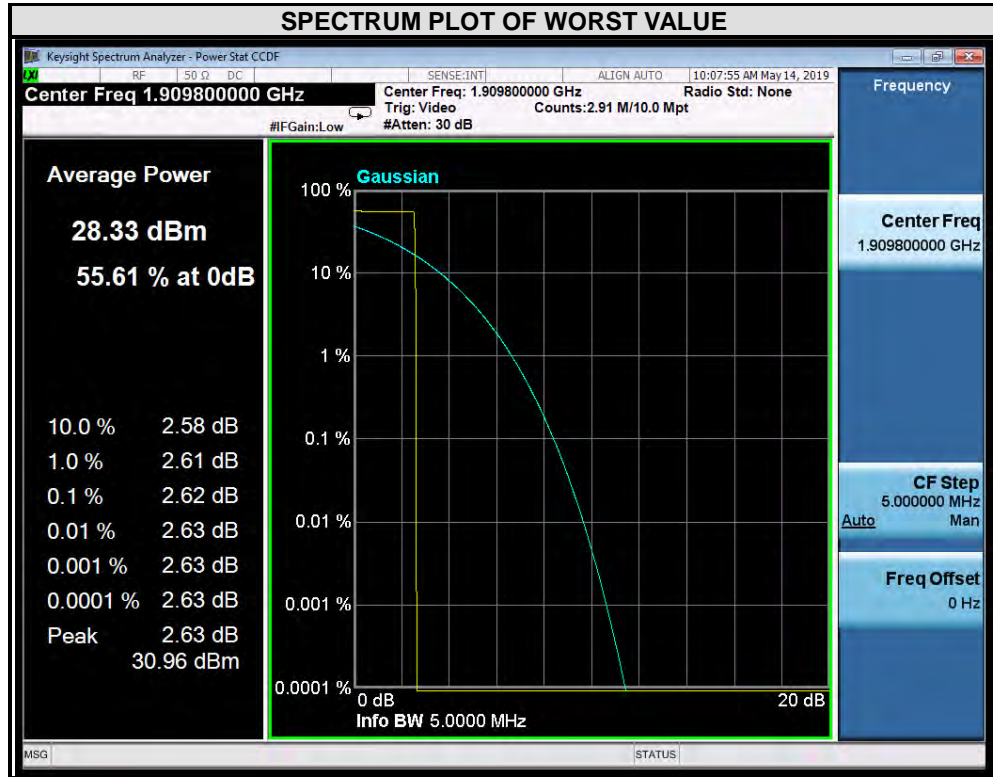 SPECTRUM PLOT OF WORST VALUE
Keysight Spectrum Analyzer - Power Stat CCDF
LXI RF 50 Ω DC SENSE:INT ALIGN AUTO 10:07:55 AM May 14, 2019
Center Freq 1.909800000 GHz
Center Freq: 1.909800000 GHz Radio Std: None
Trig: Video Counts:2.91 M/10.0 Mpt
#IFGain:Low #Atten: 30 dB
Average Power
28.33 dBm
55.61 % at 0dB
10.0 % 2.58 dB
1.0 % 2.61 dB
0.1 % 2.62 dB
0.01 % 2.63 dB
0.001 % 2.63 dB
0.0001 % 2.63 dB
Peak 2.63 dB
30.96 dBm
Gaussian
100 %
10 %
1 %
0.1 %
0.01 %
0.001 %
0.0001 %
0 dB 20 dB
Info BW 5.0000 MHz
Frequency
Center Freq
1.909800000 GHz
CF Step
5.000000 MHz
Auto Man
Freq Offset
0 Hz
MSG STATUS